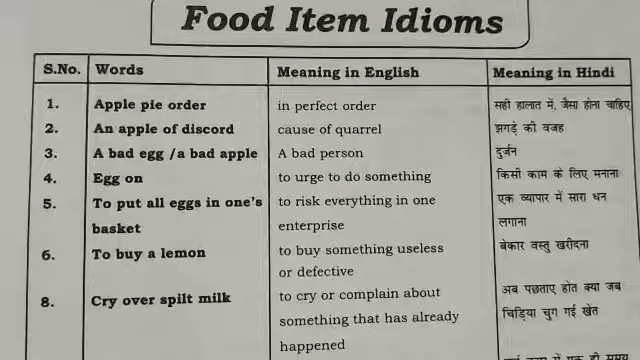 Food Item Idioms
S.No. Words Meaning in English Meaning in Hindi
1. Apple pie order in perfect order सही हालात में, जैसा होना चाहिए
2. An apple of discord cause of quarrel झगड़े की वजह
3. A bad egg /a bad apple A bad person दुर्जन
4. Egg on to urge to do something किसी काम के लिए मनाना
5. To put all eggs in one's to risk everything in one एक व्यापार में सारा धन
basket enterprise लगाना
6. To buy a lemon to buy something useless बेकार वस्तु खरीदना
or defective
8. Cry over spilt milk to cry or complain about अब पछताए होत क्या जब
something that has already चिड़िया चुग गई खेत
happened